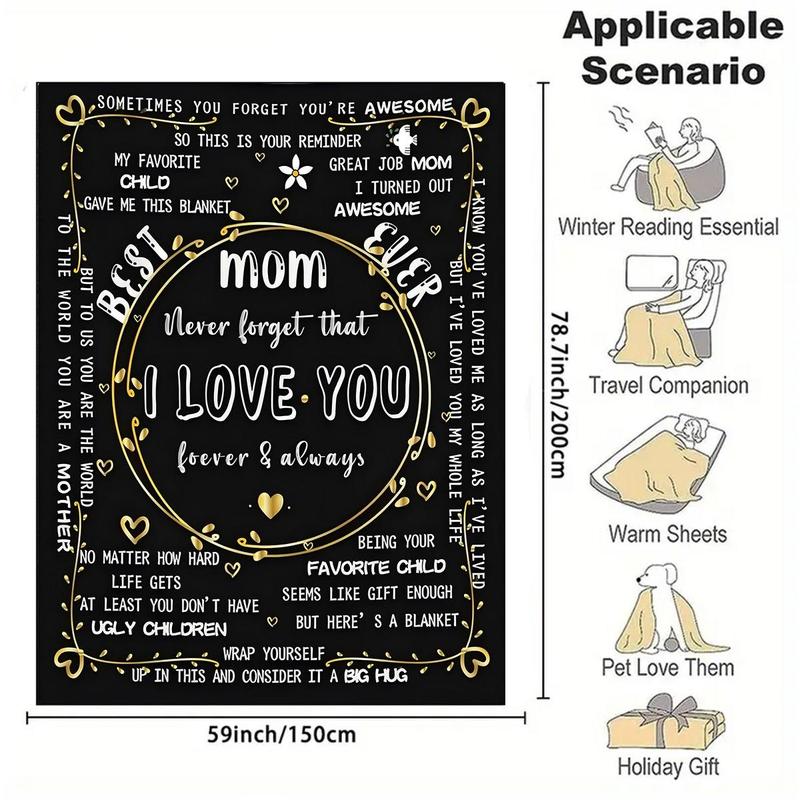 Applicable
Scenario
SOMETIMES YOU FORGET YOU'RE AWESOME
SO THIS IS YOUR REMINDER
MY FAVORITE
CHILD
GAVE ME THIS BLANKET
GREAT JOB MOM
I TURNED OUT
AWESOME
BEST
mom
EVER
Never forget that
I LOVE YOU
foever & always
TO THE WORLD YOU ARE A MOTHER
BUT TO US YOU ARE THE WORLD
I KNOW YOU'VE LOVED ME AS LONG AS I'VE LIVED
BUT I'VE LOVED YOU MY WHOLE LIFE
NO MATTER HOW HARD
LIFE GETS
AT LEAST YOU DON'T HAVE
UGLY CHILDREN
BEING YOUR
FAVORITE CHILD
SEEMS LIKE GIFT ENOUGH
BUT HERE' S A BLANKET
WRAP YOURSELF
UP IN THIS AND CONSIDER IT A BIG HUG
59inch/150cm
78.7inch/200cm
Winter Reading Essential
Travel Companion
Warm Sheets
Pet Love Them
Holiday Gift